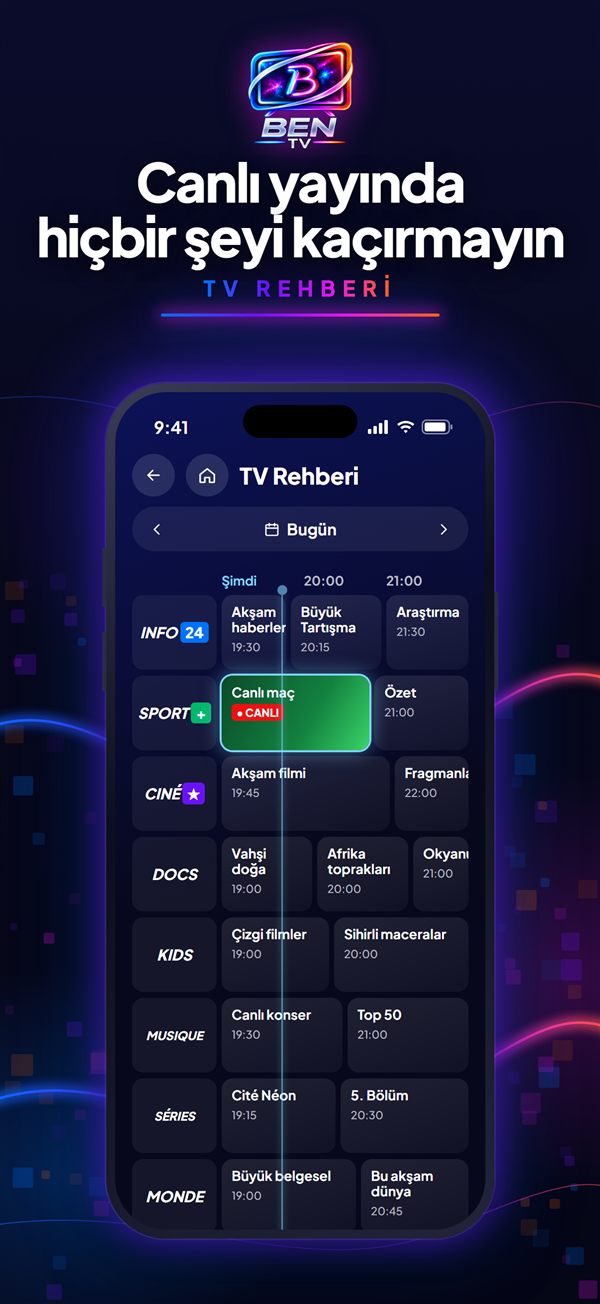 B
BEN
TV
Canlı yayında
hiçbir şeyi kaçırmayın
TV REHBERİ
9:41
TV Rehberi
Bugün
Şimdi 20:00 21:00
INFO 24
Akşam
haberler
19:30
Büyük
Tartışma
20:15
Araştırma
21:30
SPORT +
Canlı maç
CANLI
Özet
21:00
CINÉ
Akşam filmi
19:45
Fragmanla
22:00
DOCS
Vahşi
doğa
19:00
Afrika
toprakları
20:00
Okyanu
21:00
KIDS
Çizgi filmler
19:00
Sihirli maceralar
20:00
MUSIQUE
Canlı konser
19:30
Top 50
21:00
SÉRIES
Cité Néon
19:15
5. Bölüm
20:30
MONDE
Büyük belgesel
19:00
Bu akşam
dünya
20:45